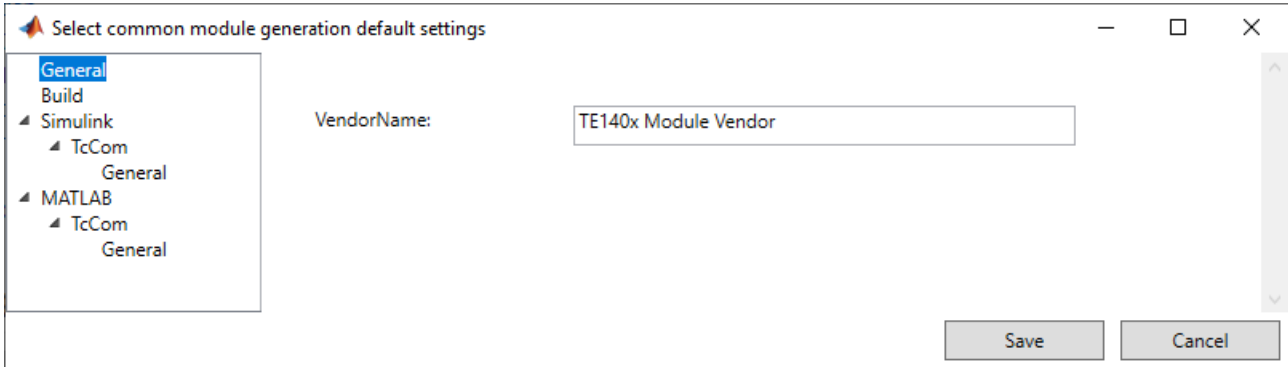 Select common module generation default settings
General
Build
Simulink
TcCom
General
MATLAB
TcCom
General
VendorName:
TE140x Module Vendor
Save
Cancel